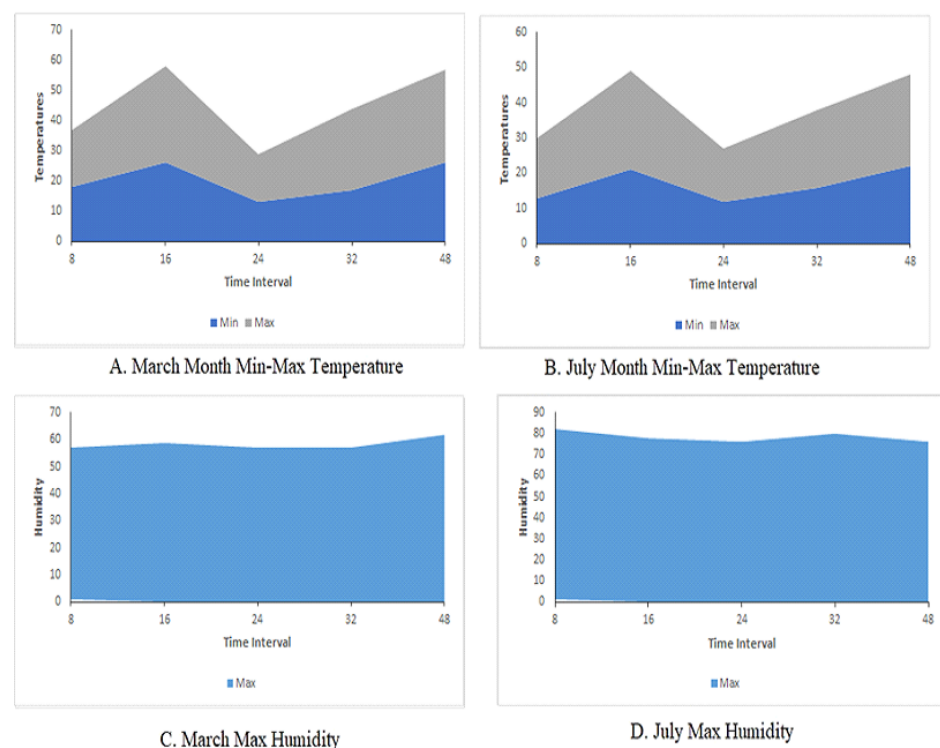 70
60
50
40
30
20
10
0
Temperatures
8 16 24 32 48
Time Interval
Min Max
A. March Month Min-Max Temperature
60
50
40
30
20
10
0
Temperatures
8 16 24 32 48
Time Interval
Min Max
B. July Month Min-Max Temperature
70
60
50
40
30
20
10
0
Humidity
8 16 24 32 48
Time Interval
Max
C. March Max Humidity
90
80
70
60
50
40
30
20
10
0
Humidity
8 16 24 32 48
Time Interval
Max
D. July Max Humidity